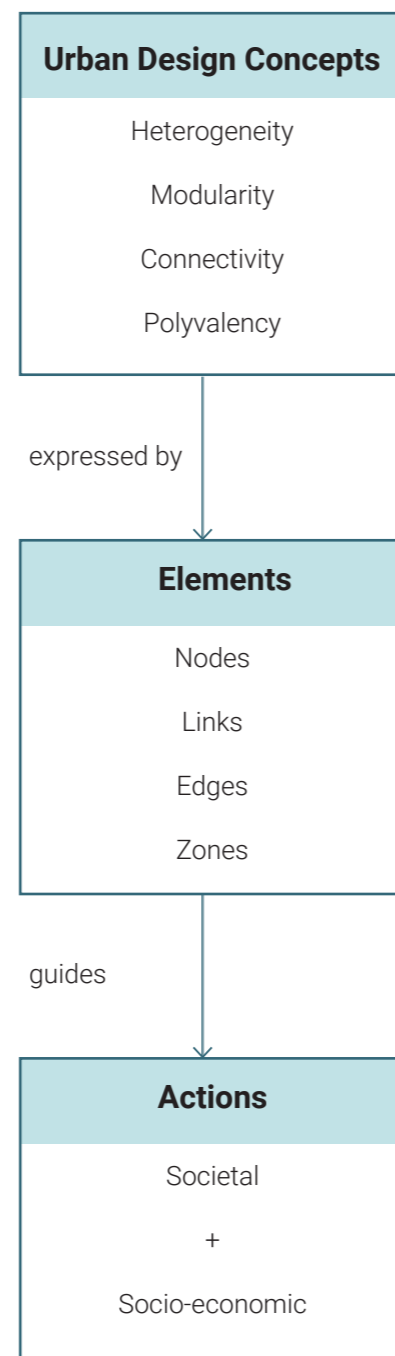 Urban Design Concepts
Heterogeneity
Modularity
Connectivity
Polyvalency
expressed by
Elements
Nodes
Links
Edges
Zones
guides
Actions
Societal
+
Socio-economic